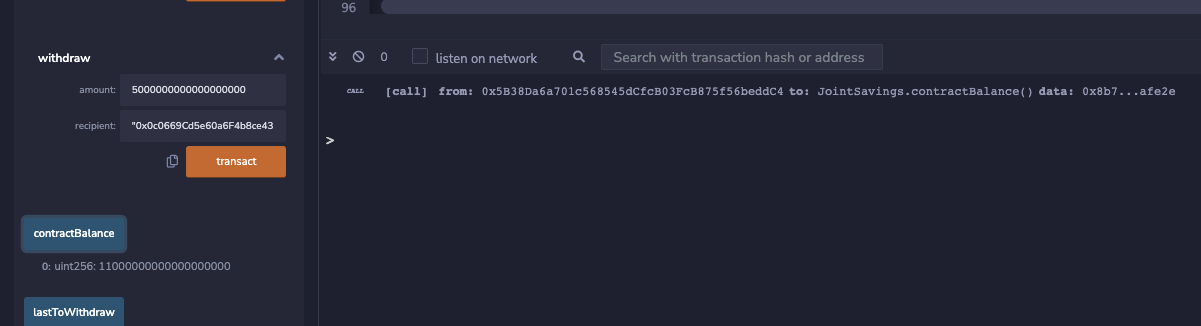 96
withdraw
0
listen on network
Search with transaction hash or address
amount:
5000000000000000000
CALL
[call] from: 0x5B38Da6a701c568545dCfcB03FcB875f56beddC4 to: JointSavings.contractBalance() data: 0x8b7...afe2e
recipient:
"0x0c0669Cd5e60a6F4b8ce43
>
transact
contractBalance
0: uint256: 11000000000000000000
lastToWithdraw